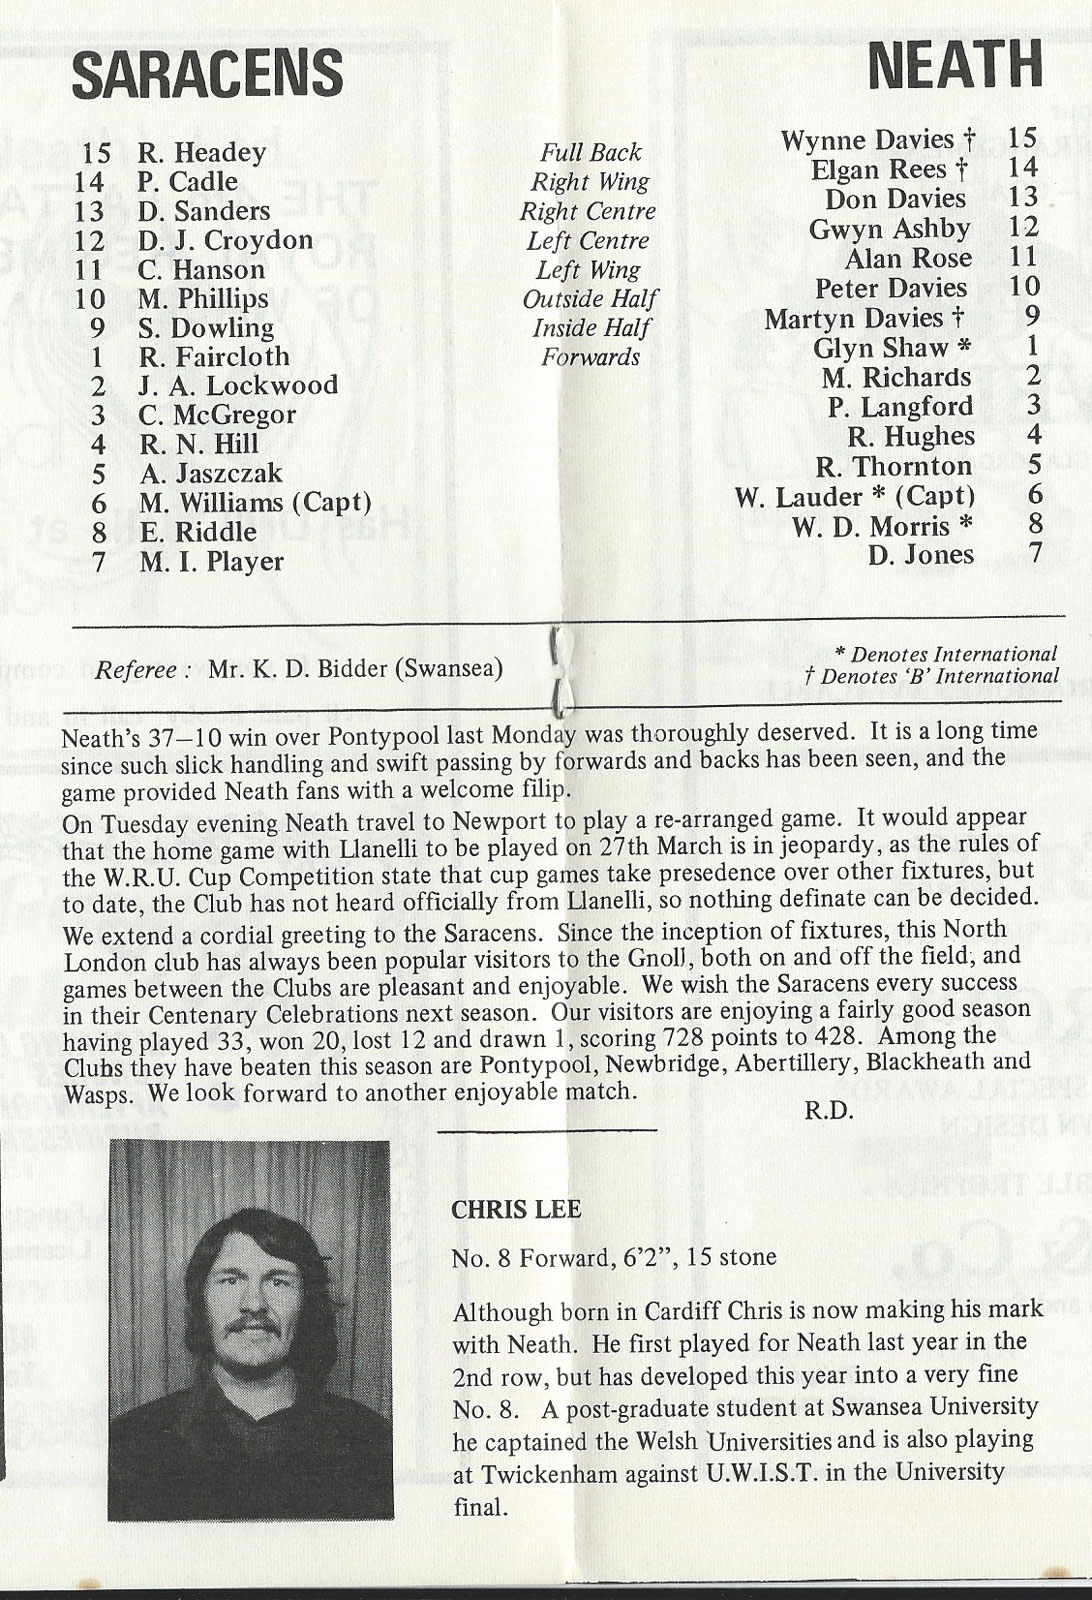 SARACENS
NEATH
15 R. Headey Full Back Wynne Davies † 15
14 P. Cadle Right Wing Elgan Rees † 14
13 D. Sanders Right Centre Don Davies 13
12 D. J. Croydon Left Centre Gwyn Ashby 12
11 C. Hanson Left Wing Alan Rose 11
10 M. Phillips Outside Half Peter Davies 10
9 S. Dowling Inside Half Martyn Davies † 9
1 R. Faircloth Forwards Glyn Shaw * 1
2 J. A. Lockwood M. Richards 2
3 C. McGregor P. Langford 3
4 R. N. Hill R. Hughes 4
5 A. Jaszczak R. Thornton 5
6 M. Williams (Capt) W. Lauder * (Capt) 6
8 E. Riddle W. D. Morris * 8
7 M. I. Player D. Jones 7
Referee : Mr. K. D. Bidder (Swansea)
* Denotes International
† Denotes ‘B’ International
Neath's 37–10 win over Pontypool last Monday was thoroughly deserved. It is a long time
since such slick handling and swift passing by forwards and backs has been seen, and the
game provided Neath fans with a welcome filip.
On Tuesday evening Neath travel to Newport to play a re-arranged game. It would appear
that the home game with Llanelli to be played on 27th March is in jeopardy, as the rules of
the W.R.U. Cup Competition state that cup games take presedence over other fixtures, but
to date, the Club has not heard officially from Llanelli, so nothing definate can be decided.
We extend a cordial greeting to the Saracens. Since the inception of fixtures, this North
London club has always been popular visitors to the Gnoll, both on and off the field, and
games between the Clubs are pleasant and enjoyable. We wish the Saracens every success
in their Centenary Celebrations next season. Our visitors are enjoying a fairly good season
having played 33, won 20, lost 12 and drawn 1, scoring 728 points to 428. Among the
Clubs they have beaten this season are Pontypool, Newbridge, Abertillery, Blackheath and
Wasps. We look forward to another enjoyable match.
R.D.
CHRIS LEE
No. 8 Forward, 6’2”, 15 stone
Although born in Cardiff Chris is now making his mark
with Neath. He first played for Neath last year in the
2nd row, but has developed this year into a very fine
No. 8. A post-graduate student at Swansea University
he captained the Welsh Universities and is also playing
at Twickenham against U.W.I.S.T. in the University
final.